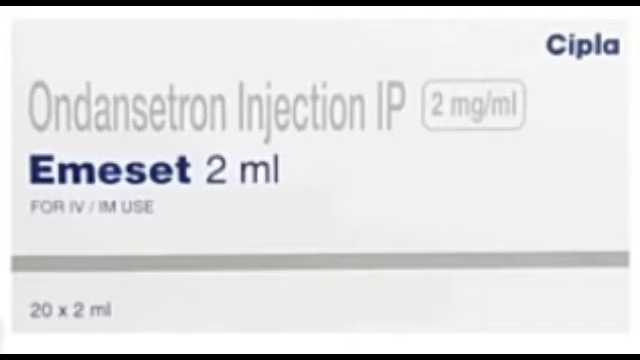 Cipla
Ondansetron Injection IP 2 mg/ml
Emeset 2 ml
FOR IV / IM USE
20 x 2 ml